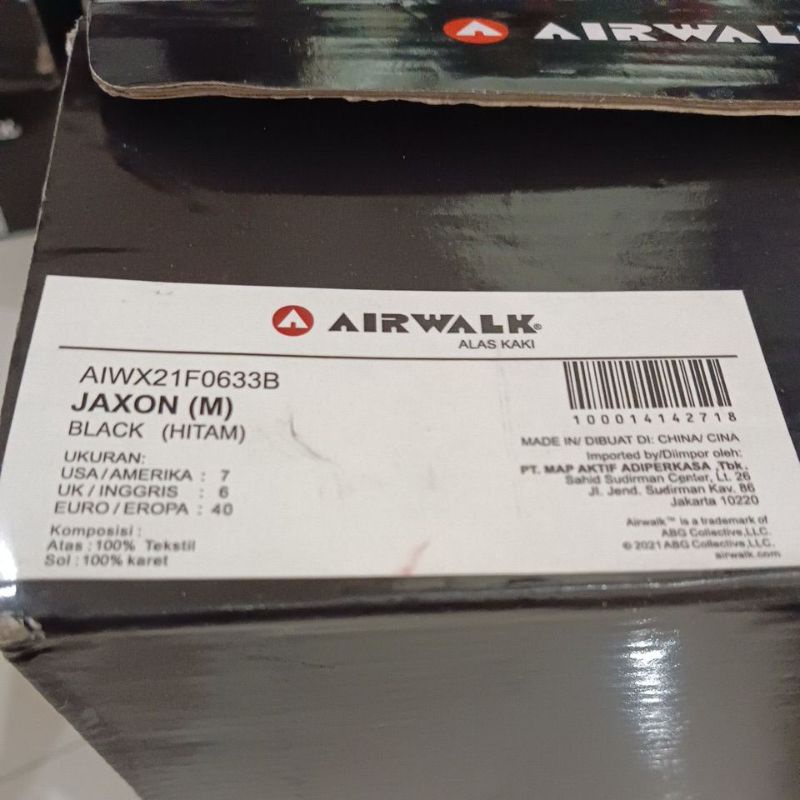 AIRWAL
AIRWALK®
ALAS KAKI
AIWX21F0633B
JAXON (M)
BLACK (HITAM)
UKURAN:
USA/AMERIKA : 7
UK/INGGRIS : 6
EURO/EROPA : 40
Komposisi :
Atas : 100% Tekstil
Sol : 100% karet
100014142718
MADE IN/ DIBUAT DI: CHINA/ CINA
Imported by/Diimpor oleh:
PT. MAP AKTIF ADIPERKASA ,Tbk.
Sahid Sudirman Center, Lt. 26
Jl. Jend. Sudirman Kav. 86
Jakarta 10220
Airwalk™ is a trademark of
ABG Collective,LLC.
© 2021 ABG Collective,LLC.
airwalk.com